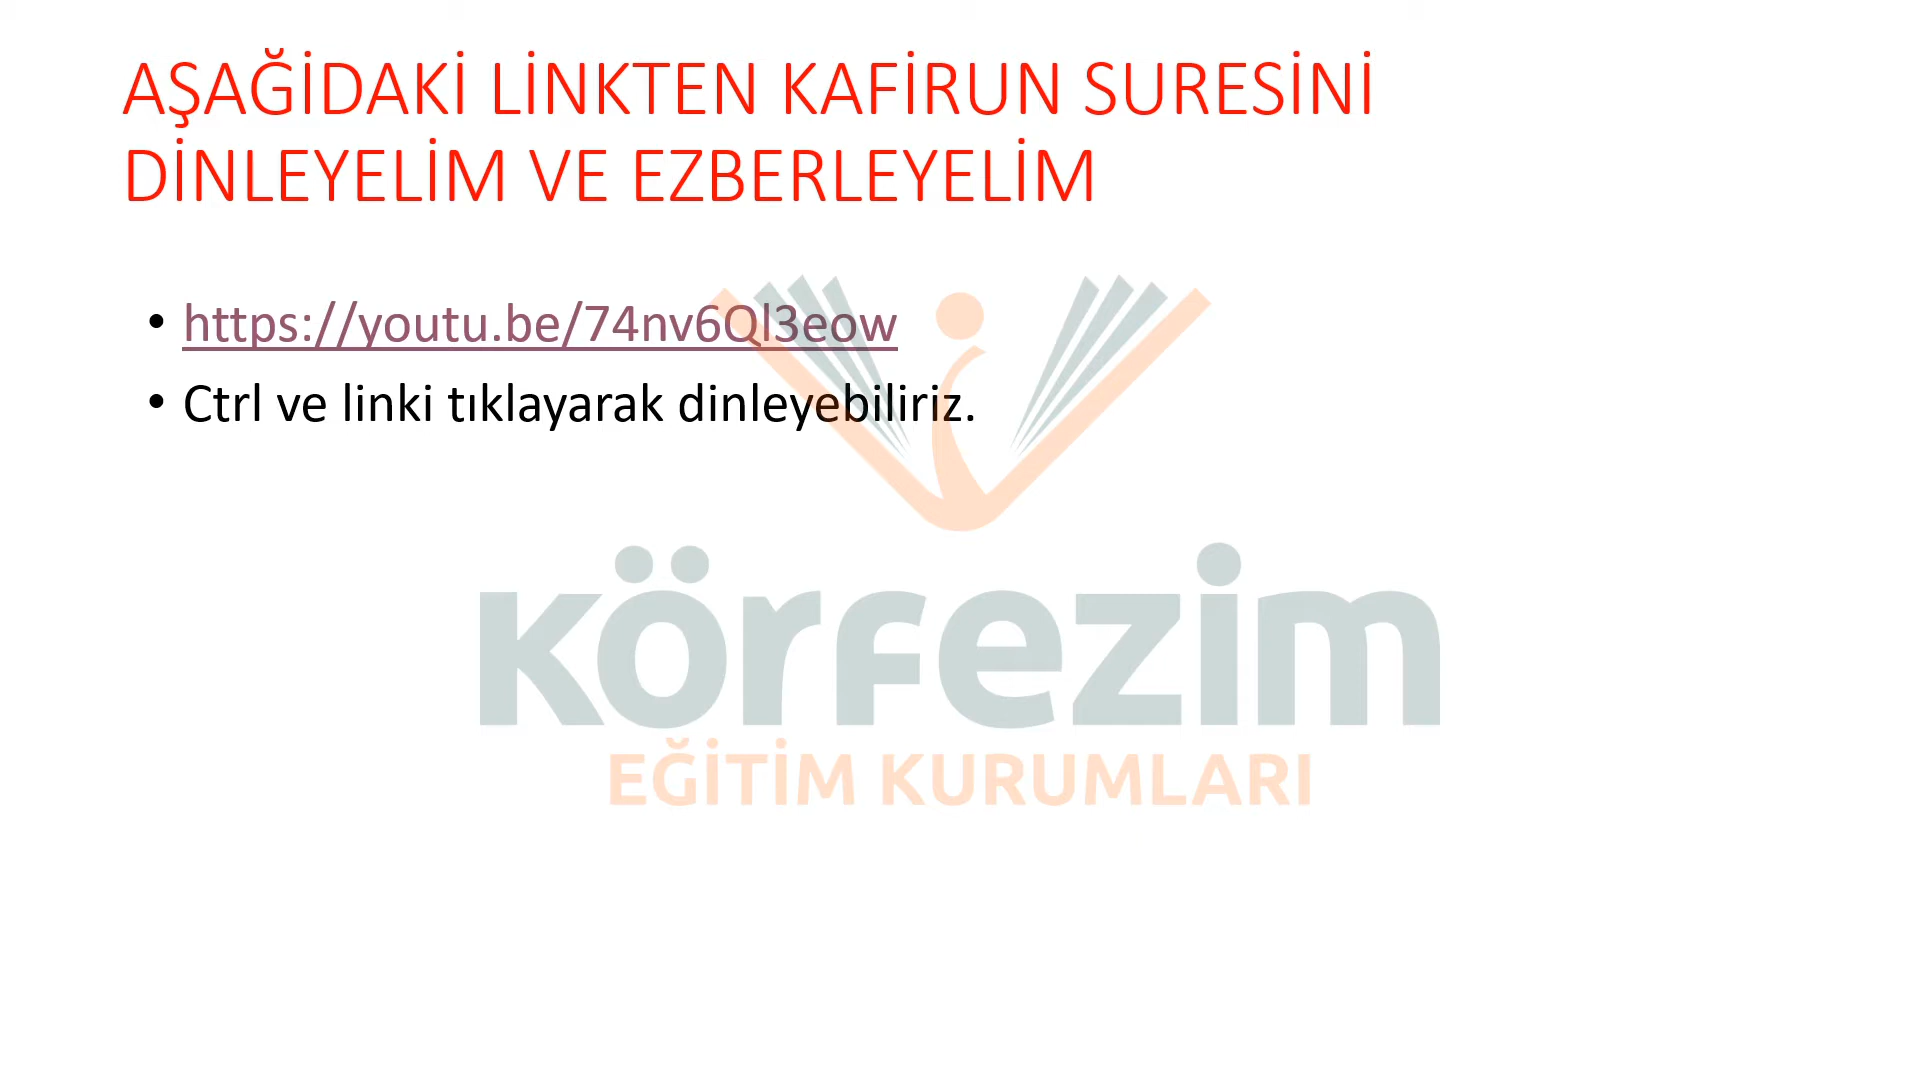 AŞAĞİDAKİ LİNKTEN KAFİRUN SURESİNİ
DİNLEYELİM VE EZBERLEYELİM
• https://youtu.be/74nv6Ql3eow
• Ctrl ve linki tıklayarak dinleyebiliriz.
körfezim
EĞİTİM KURUMLARI